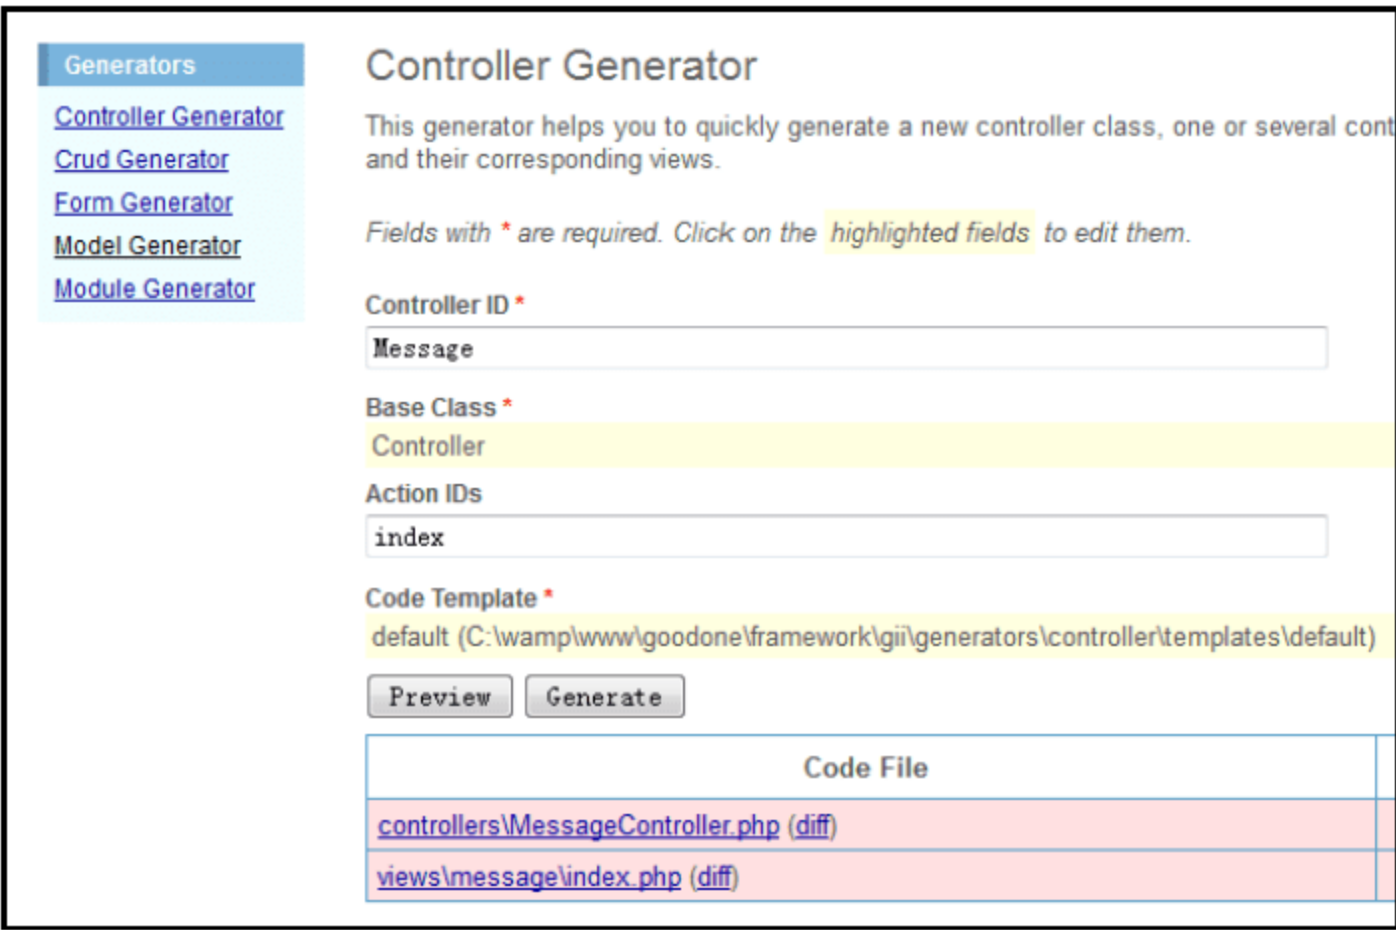 Generators
Controller Generator
Crud Generator
Form Generator
Model Generator
Module Generator
Controller Generator
This generator helps you to quickly generate a new controller class, one or several cont
and their corresponding views.
Fields with * are required. Click on the highlighted fields to edit them.
Controller ID *
Message
Base Class *
Controller
Action IDs
index
Code Template *
default (C:\wamp\www\goodone\framework\gii\generators\controller\templates\default)
Preview Generate
Code File
controllers\MessageController.php (diff)
views\message\index.php (diff)